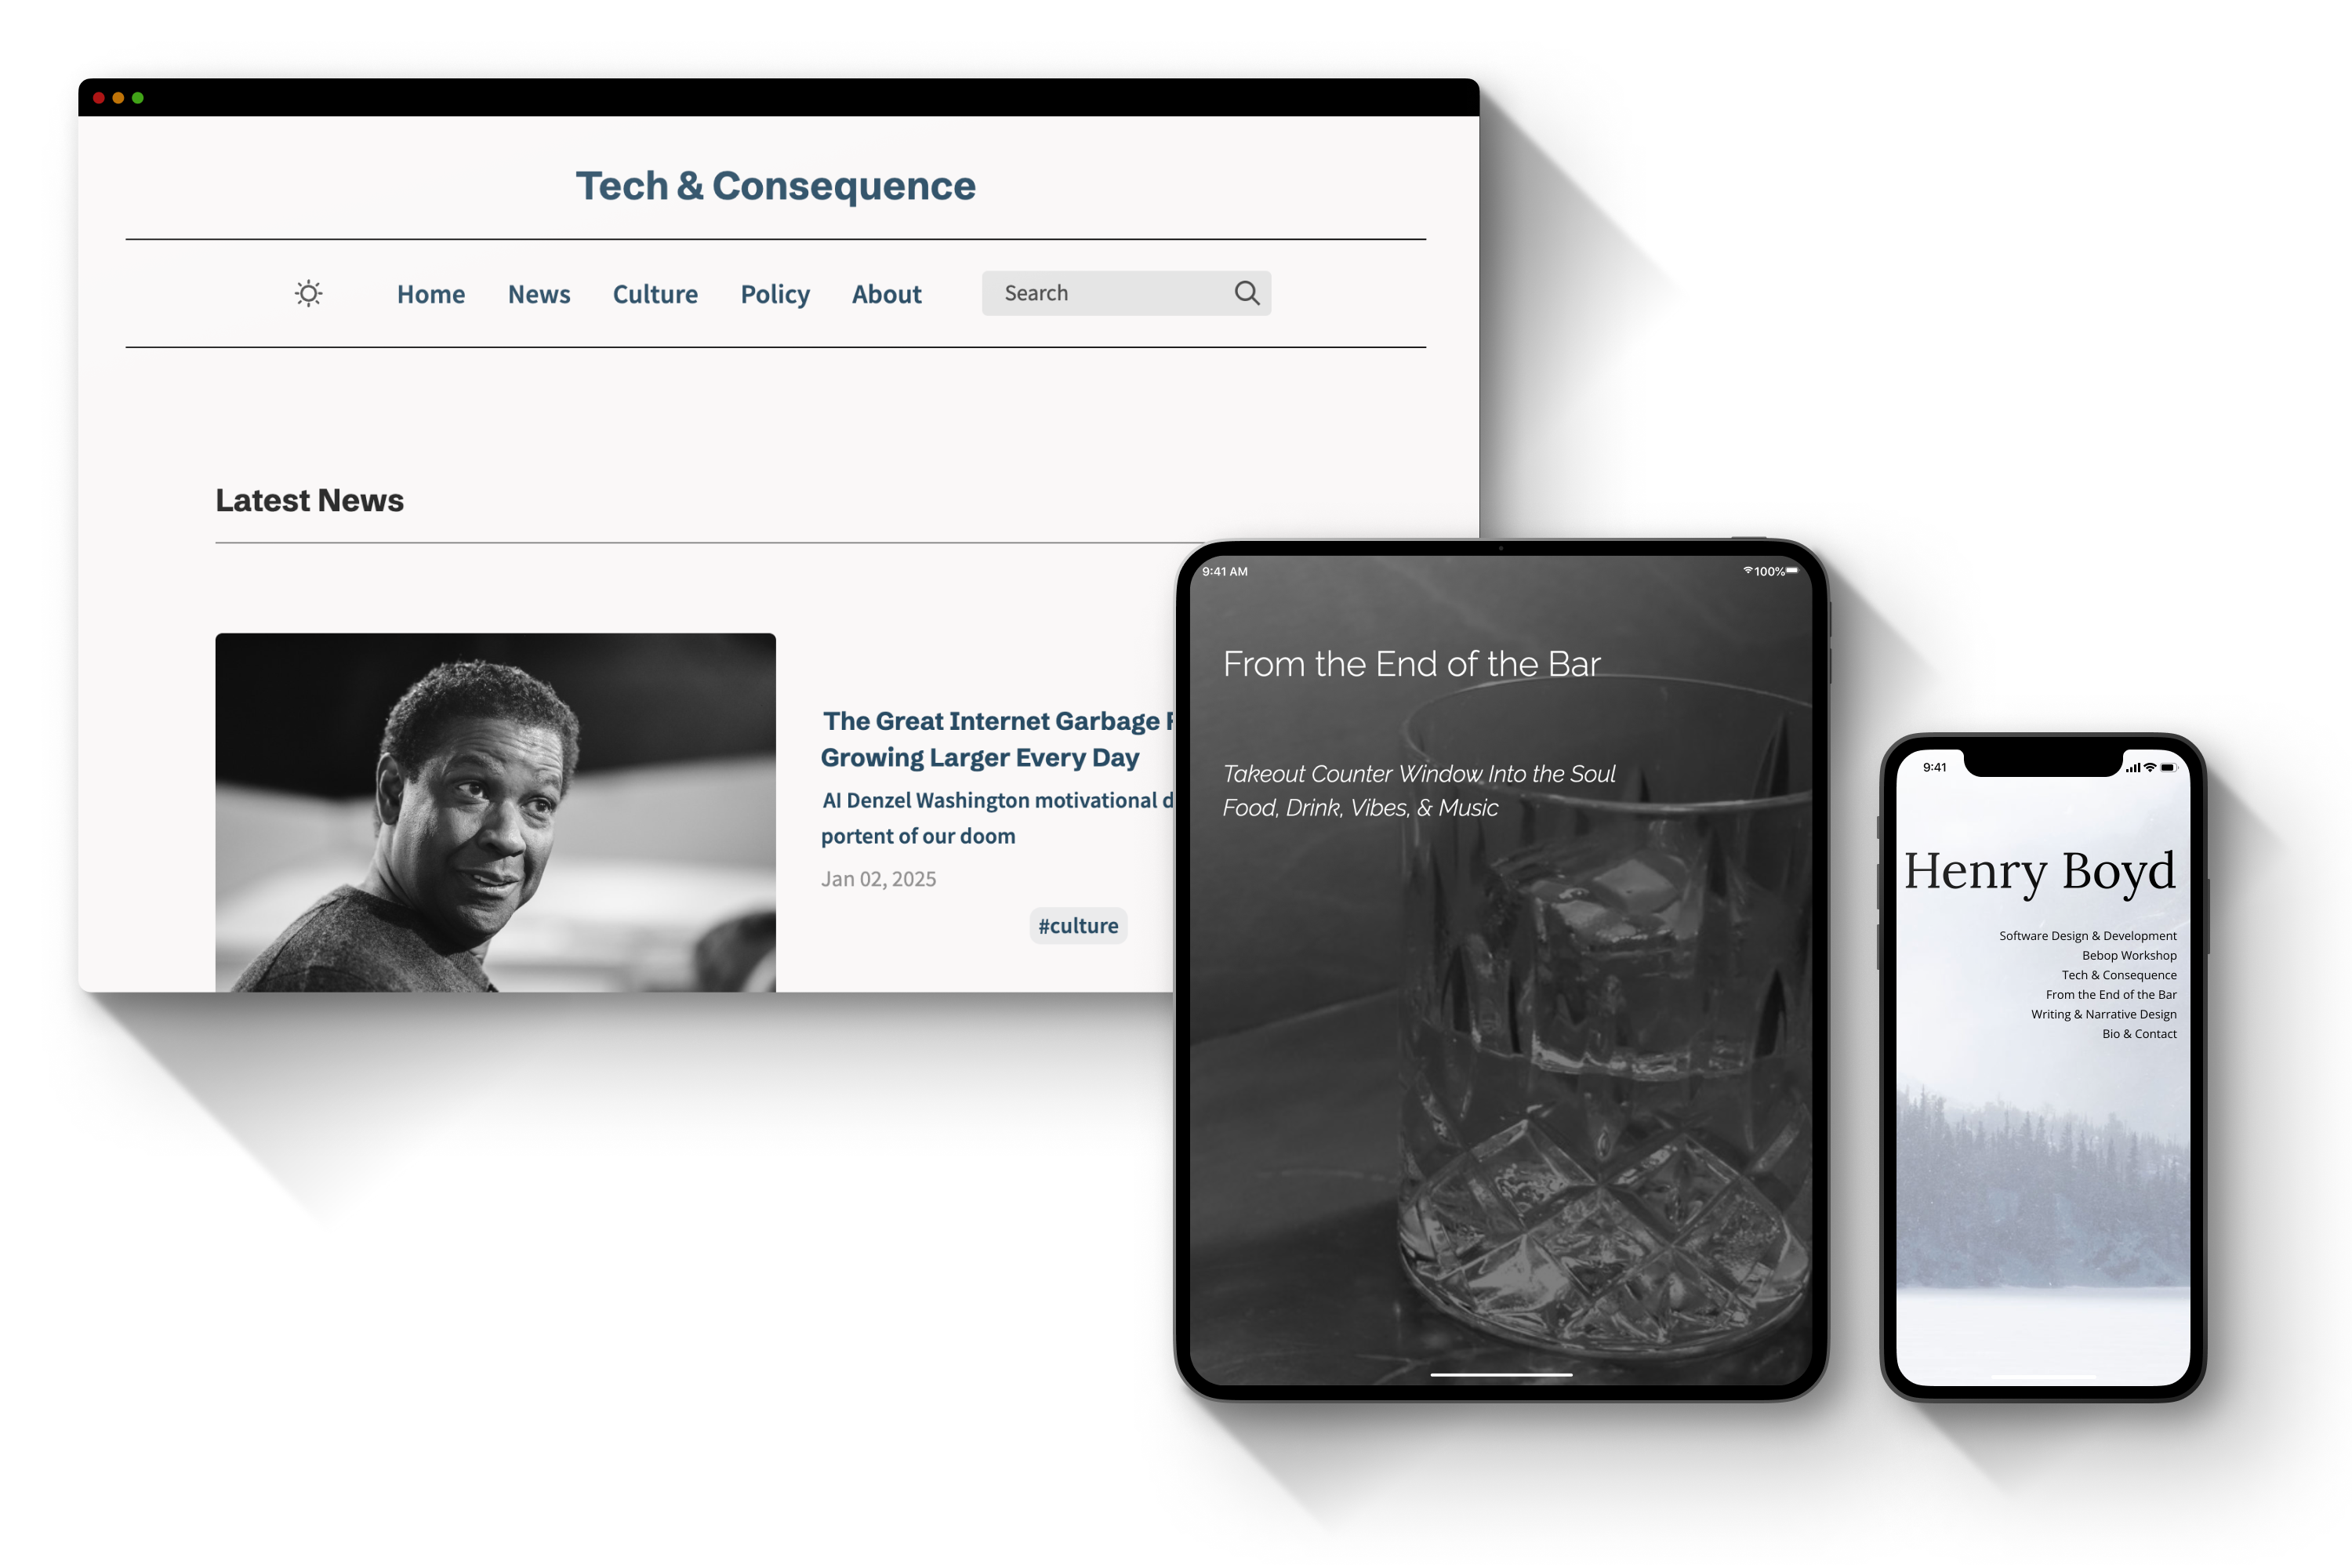 Tech & Consequence
Home News Culture Policy About Search
Latest News
The Great Internet Garbage
Growing Larger Every Day
AI Denzel Washington motivational
portent of our doom
Jan 02, 2025
#culture
9:41 AM 100%
From the End of the Bar
Takeout Counter Window Into the Soul
Food, Drink, Vibes, & Music
9:41
Henry Boyd
Software Design & Development
Bebop Workshop
Tech & Consequence
From the End of the Bar
Writing & Narrative Design
Bio & Contact